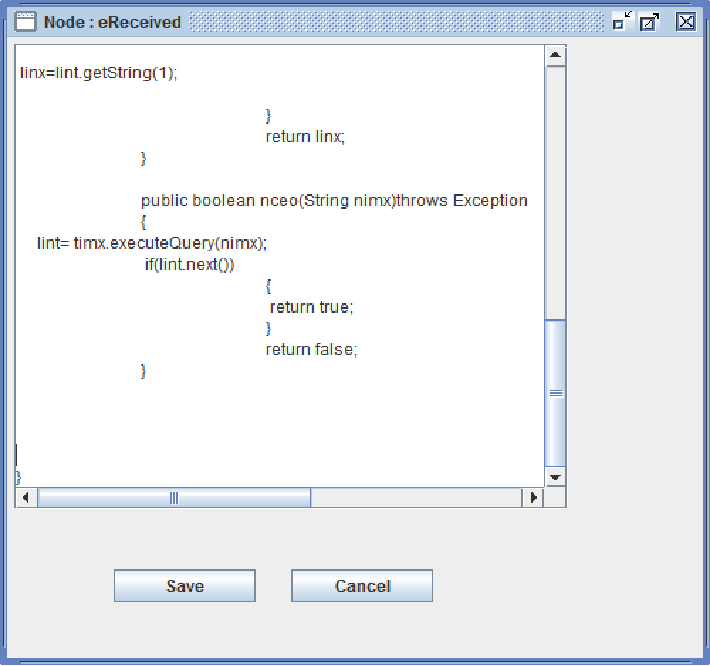 Node : eReceived
linx=lint.getString(1);
}
return linx;
}
public boolean nceo(String nimx)throws Exception
{
lint= timx.executeQuery(nimx);
if(lint.next())
{
return true;
}
return false;
}
}
Save Cancel